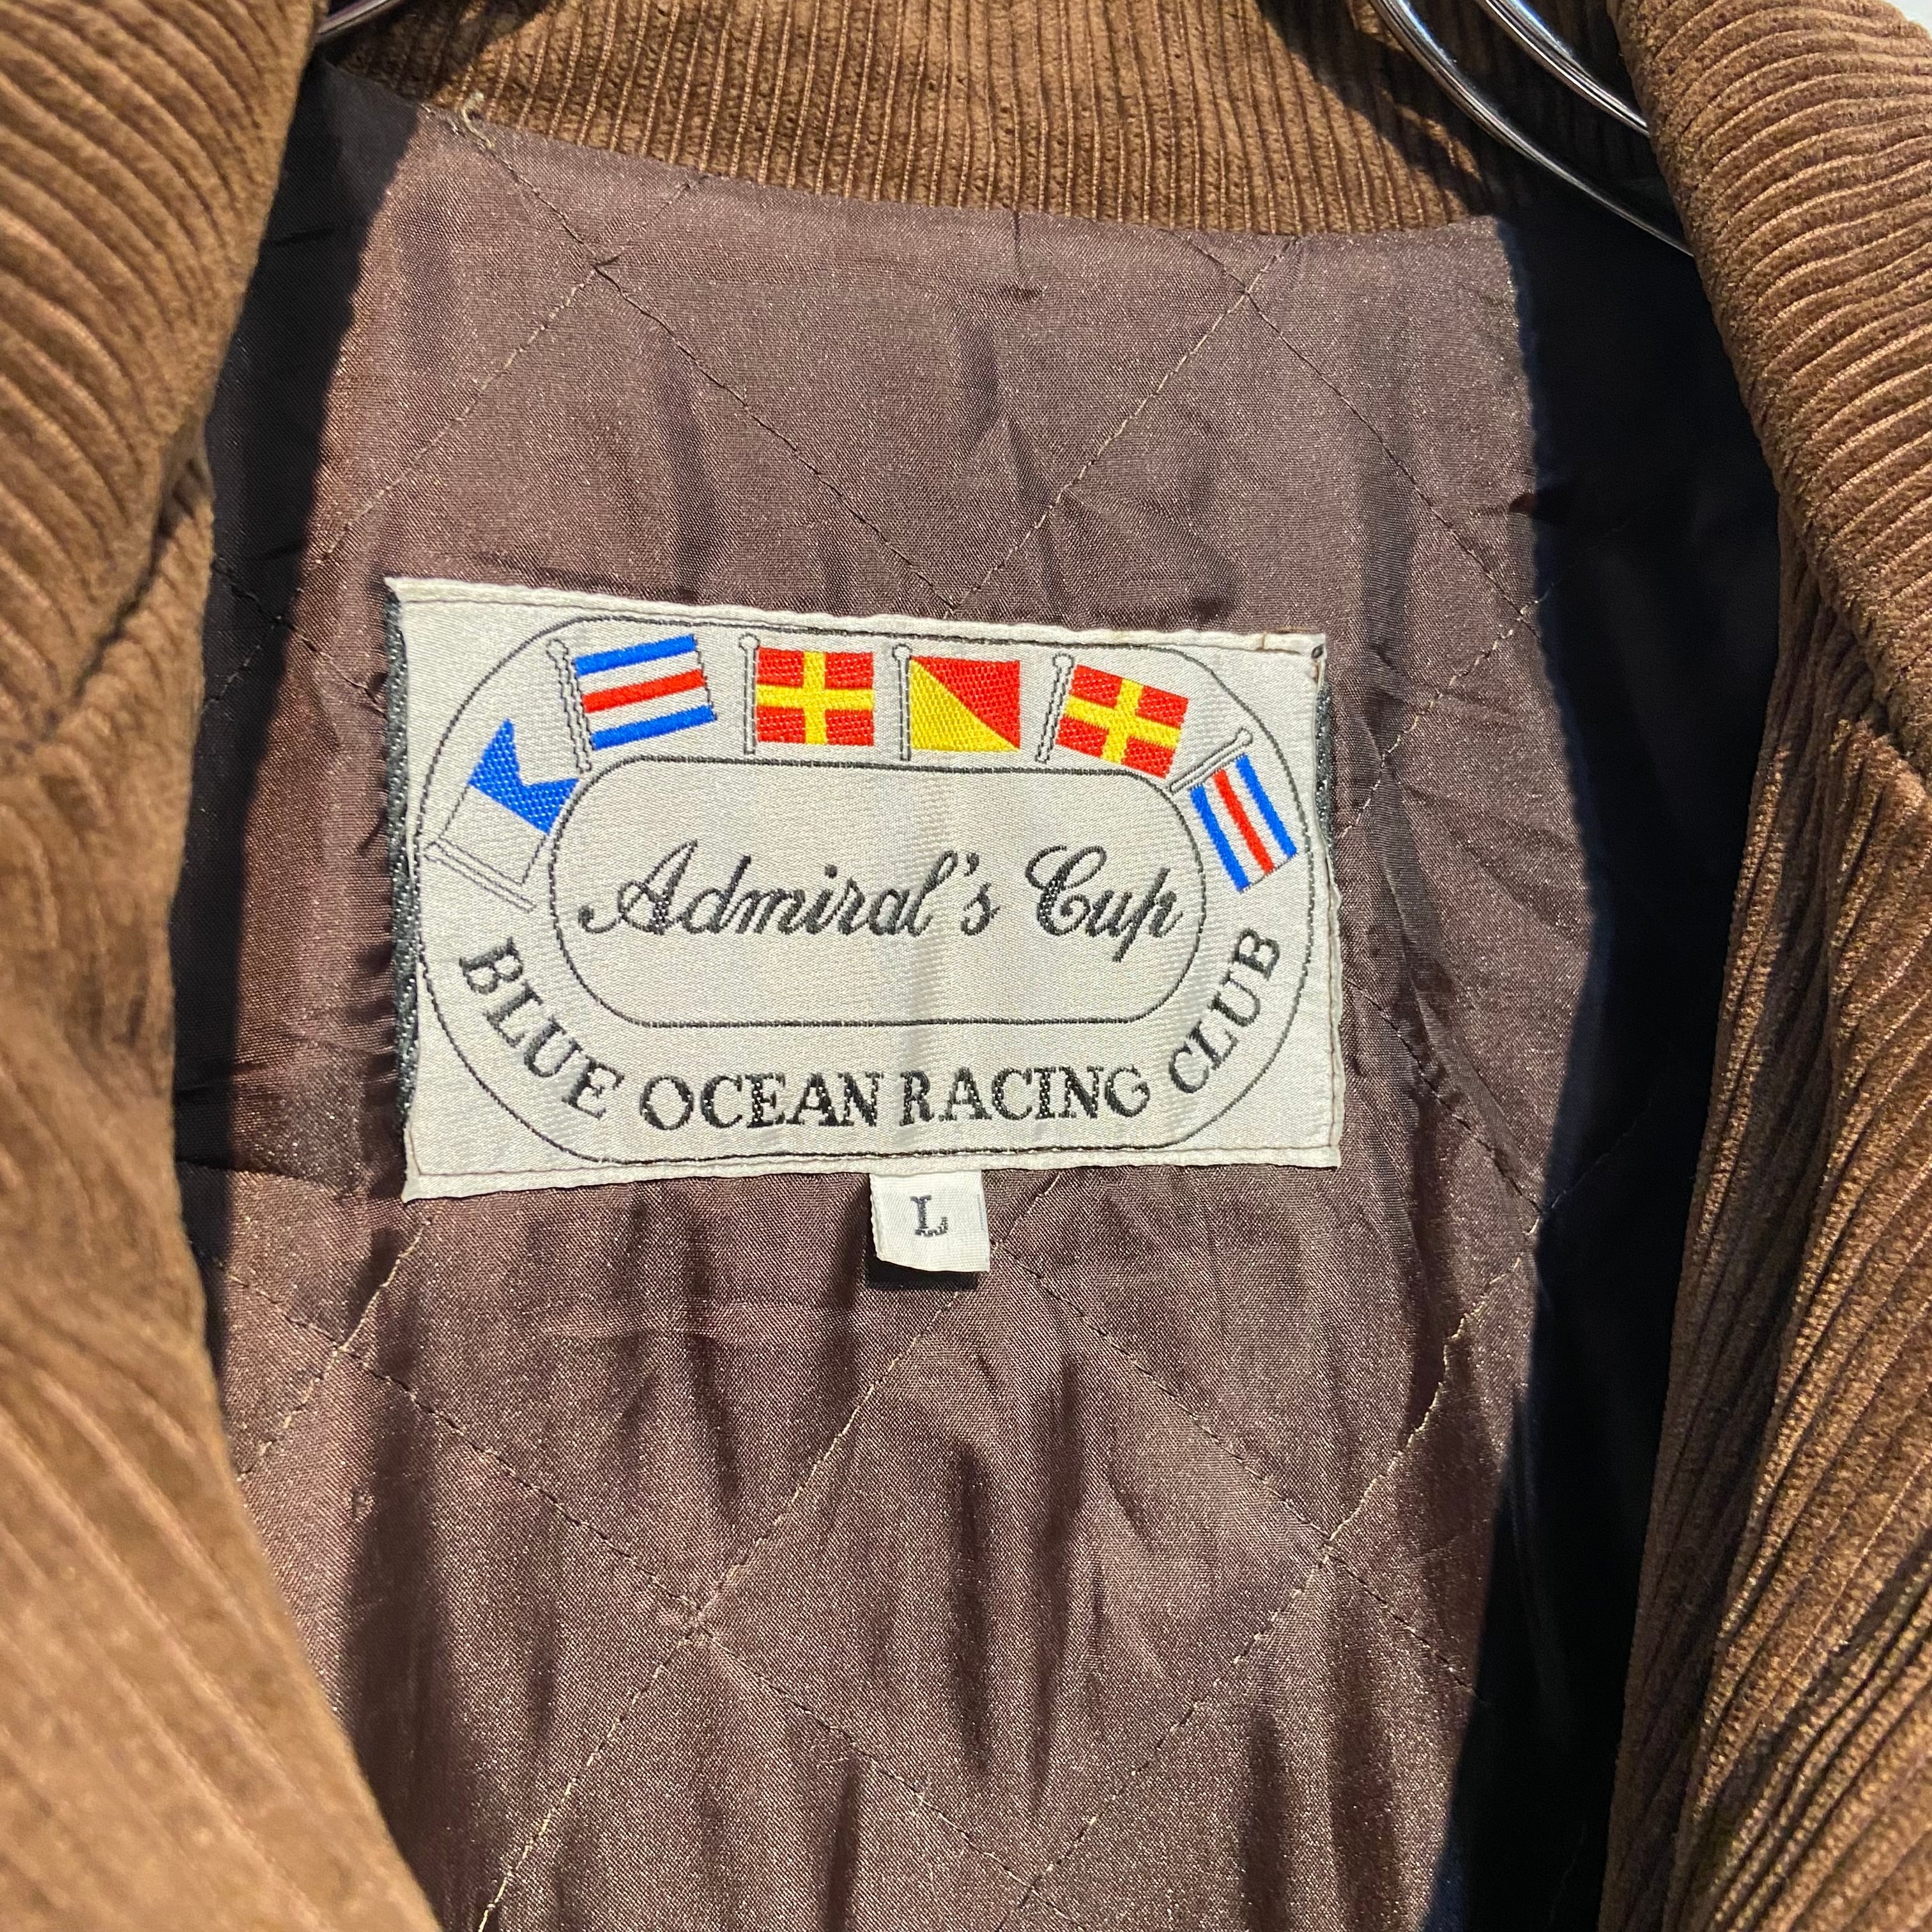 Admiral's Cup
BLUE OCEAN RACING CLUB
L